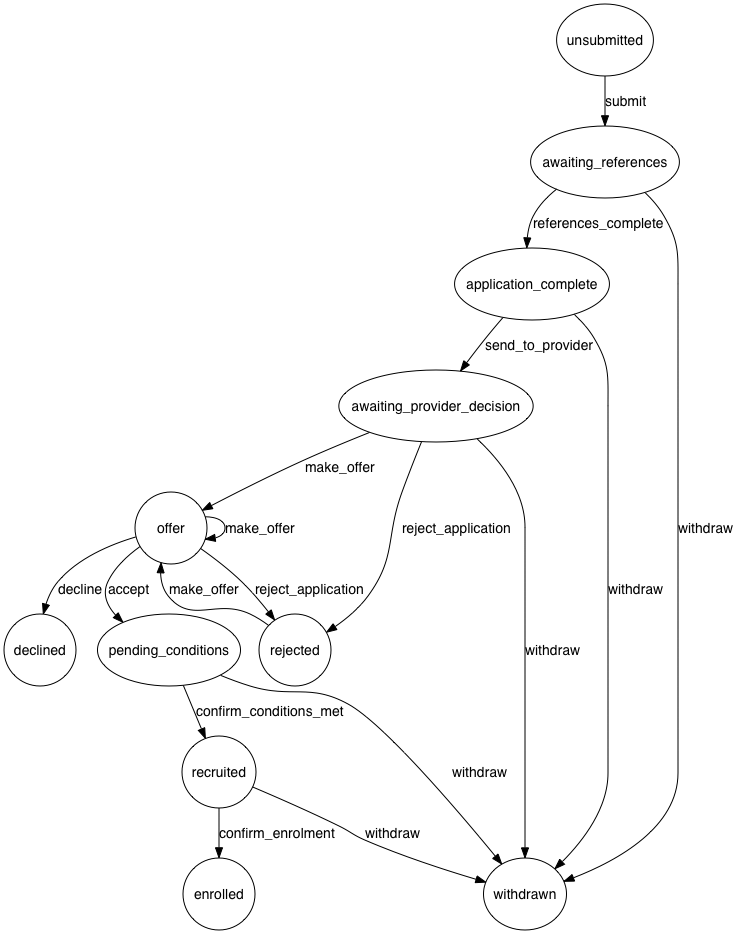 unsubmitted
submit
awaiting_references
references_complete
application_complete
send_to_provider
awaiting_provider_decision
make_offer
offer
make_offer
reject_application
withdraw
decline
accept
make_offer
reject_application
withdraw
declined
pending_conditions
rejected
withdraw
confirm_conditions_met
recruited
withdraw
confirm_enrolment
withdraw
enrolled
withdrawn